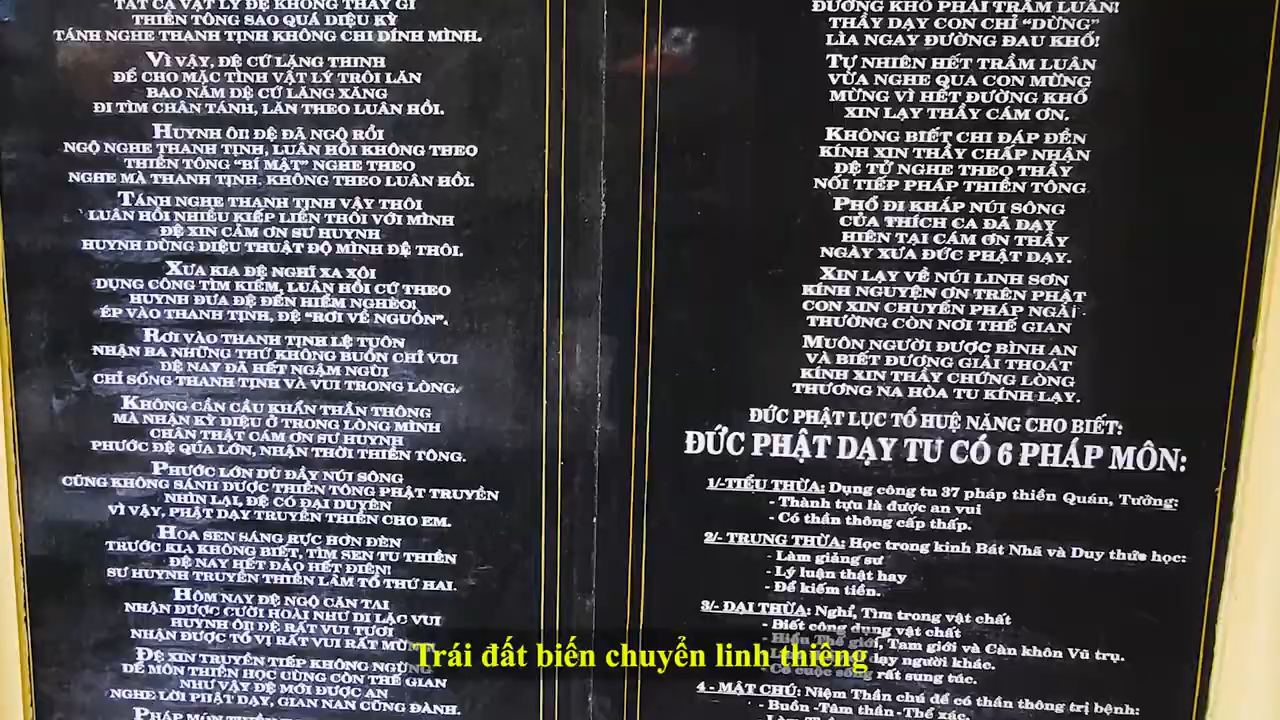 TẤT CẢ VẬT LÝ ĐỆ KHÔNG THẤY GÌ
THIỀN TÔNG SAO QUÁ DIỆU KỲ
TÁNH NGHE THANH TỊNH KHÔNG CHI DÍNH MÌNH.
VÌ VẬY, ĐỆ CỨ LẶNG THINH
ĐỂ CHO MẶC TÌNH VẬT LÝ TRÔI LĂN
BAO NĂM ĐỆ CỨ LĂNG XĂNG
ĐI TÌM CHÂN TÁNH, LĂN THEO LUÂN HỒI.
HUYNH ƠI! ĐỆ ĐÃ NGỘ RỒI
NGỘ NGHE THANH TỊNH, LUÂN HỒI KHÔNG THEO
THIỀN TÔNG "BÍ MẬT" NGHE THEO
NGHE MÀ THANH TỊNH, KHÔNG THEO LUÂN HỒI.
TÁNH NGHE THANH TỊNH VẬY THÔI
LUÂN HỒI NHIỀU KIẾP LIỀN THÔI VỚI MÌNH
ĐỆ XIN CẢM ƠN SƯ HUYNH
HUYNH DÙNG DIỆU THUẬT ĐỘ MÌNH ĐỆ THÔI.
XƯA KIA ĐỆ NGHĨ XA XÔI
DỤNG CÔNG TÌM KIẾM, LUÂN HỒI CỨ THEO
HUYNH ĐƯA ĐỆ ĐẾN HIỂM NGHÈO!
ÉP VÀO THANH TỊNH, ĐỆ "RƠI VỀ NGUỒN".
RƠI VÀO THANH TỊNH LỆ TUÔN
NHẬN RA NHỮNG THỨ KHÔNG BUỒN CHỈ VUI
ĐỆ NAY ĐÃ HẾT NGẬM NGÙI
CHỈ SỐNG THANH TỊNH VÀ VUI TRONG LÒNG.
KHÔNG CẦN CẦU KHẨN THẦN THÔNG
MÀ NHẬN KỲ DIỆU Ở TRONG LÒNG MÌNH
CHÂN THẬT CÁM ƠN SƯ HUYNH
PHƯỚC ĐỆ QÚA LỚN, NHẬN THỜI THIỀN TÔNG.
PHƯỚC LỚN DÙ ĐẦY NÚI SÔNG
CŨNG KHÔNG SÁNH ĐƯỢC THIỀN TÔNG PHẬT TRUYỀN
NHÌN LẠI, ĐỆ CÓ ĐẠI DUYÊN
VÌ VẬY, PHẬT DẠY TRUYỀN THIỀN CHO EM.
HOA SEN SÁNG RỰC HƠN ĐÈN
TRƯỚC KIA KHÔNG BIẾT, TÌM SEN TU THIỀN
ĐỆ NAY HẾT ĐẢO HẾT ĐIÊN!
SƯ HUYNH TRUYỀN THIỀN LÀM TỔ THỨ HAI.
HÔM NAY ĐỆ NGỘ CĂN TAI
NHẬN ĐƯỢC CƯỜI HOÀI NHƯ DI LẶC VUI
HUYNH ƠI! ĐỆ RẤT VUI TƯƠI
NHẬN ĐƯỢC TỔ VỊ RẤT VUI RẤT
ĐỆ XIN TRUYỀN TIẾP KHÔNG NGỪNG
ĐỂ MÔN THIỀN HỌC CÙNG CÒN THẾ GIAN
NHƯ VẬY ĐỆ MỚI ĐƯỢC AN
NGHE LỜI PHẬT DẠY, GIAN NAN CŨNG ĐÀNH.
PHÁP MÔN
ĐƯỜNG KHỔ PHẢI TRẦM LUÂN!
THẦY DẠY CON CHỈ "DỪNG"
LÌA NGAY ĐƯỜNG ĐAU KHỔ!
TỰ NHIÊN HẾT TRẦM LUÂN
VỪA NGHE QUA CON MỪNG
MỪNG VÌ HẾT ĐƯỜNG KHỔ
XIN LẠY THẦY CÁM ƠN.
KHÔNG BIẾT CHI ĐÁP ĐỀN
KÍNH XIN THẦY CHẤP NHẬN
ĐỆ TỬ NGHE THEO THẦY
NỐI TIẾP PHÁP THIỀN TÔNG
PHỔ ĐI KHẮP NÚI SÔNG
CỦA THÍCH CA ĐÃ DẠY
HIỆN TẠI CÁM ƠN THẦY
NGÀY XƯA ĐỨC PHẬT DẠY.
XIN LẠY VỀ NÚI LINH SƠN
KÍNH NGUYỆN ƠN TRÊN PHẬT
CON XIN CHUYỂN PHÁP NGÀI
THƯỜNG CÒN NƠI THẾ GIAN
MUÔN NGƯỜI ĐƯỢC BÌNH AN
VÀ BIẾT ĐƯỢNG GIẢI THOÁT
KÍNH XIN THẦY CHỨNG LÒNG
THƯƠNG NA HÒA TU KÍNH LẠY.
ĐỨC PHẬT LỤC TỔ HUỆ NĂNG CHO BIẾT:
ĐỨC PHẬT DẠY TU CÓ 6 PHÁP MÔN:
1/-TIỂU THỪA: Dụng công tu 37 pháp thiền Quán, Tưởng:
- Thành tựu là được an vui
- Có thần thông cấp thấp.
2/- TRUNG THỪA: Học trong kinh Bát Nhã và Duy thức học:
- Làm giảng sư
- Lý luận thật hay
- Để kiếm tiền.
3/- ĐẠI THỪA: Nghĩ, Tìm trong vật chất
- Biết công dụng vật chất
- Hiểu Thế giới, Tam giới và Càn khôn Vũ trụ.
dạy người khác.
- Có cuộc sống rất sung túc.
4 - MẬT CHÚ: Niệm Thần chú để có thần thông trị bệnh:
- Buồn -Tâm thần -Thể xác.
Trái đất biến chuyển linh thiêng